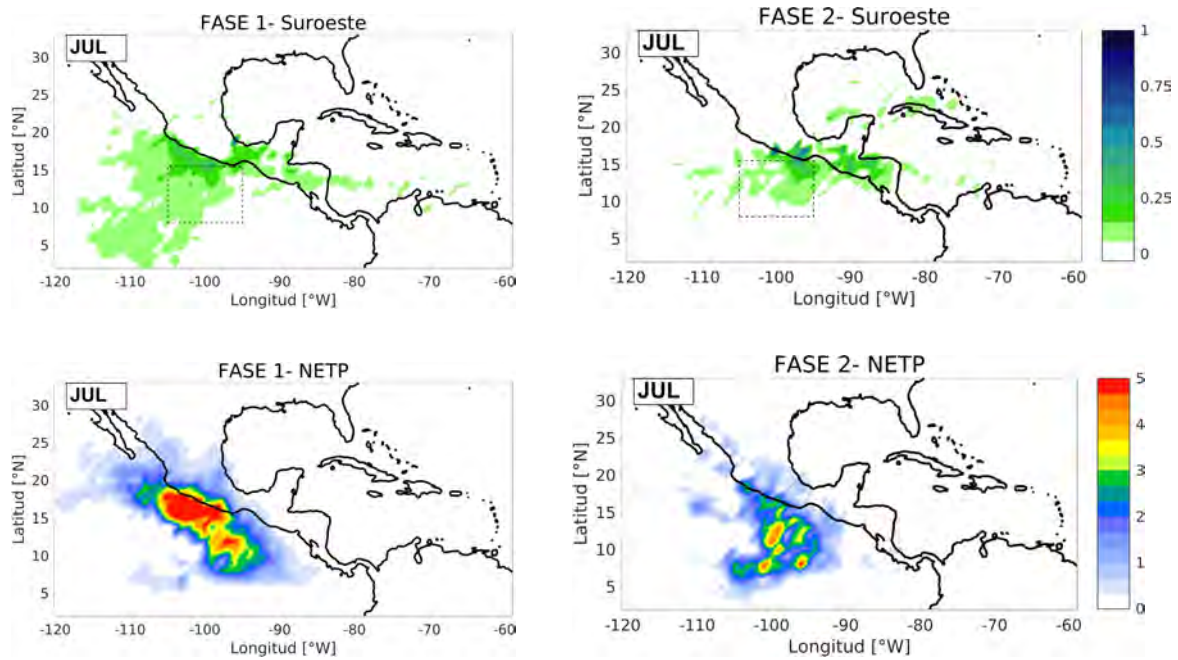 FASE 1- Suroeste
JUL
Latitud [°N]
30
25
20
15
10
5
-120 -110 -100 -90 -80 -70 -60
Longitud [°W]
FASE 2- Suroeste
JUL
Latitud [°N]
30
25
20
15
10
5
-120 -110 -100 -90 -80 -70 -60
Longitud [°W]
1
0.75
0.5
0.25
0
FASE 1- NETP
JUL
Latitud [°N]
30
25
20
15
10
5
-120 -110 -100 -90 -80 -70 -60
Longitud [°W]
FASE 2- NETP
JUL
Latitud [°N]
30
25
20
15
10
5
-120 -110 -100 -90 -80 -70 -60
Longitud [°W]
5
4
3
2
1
0